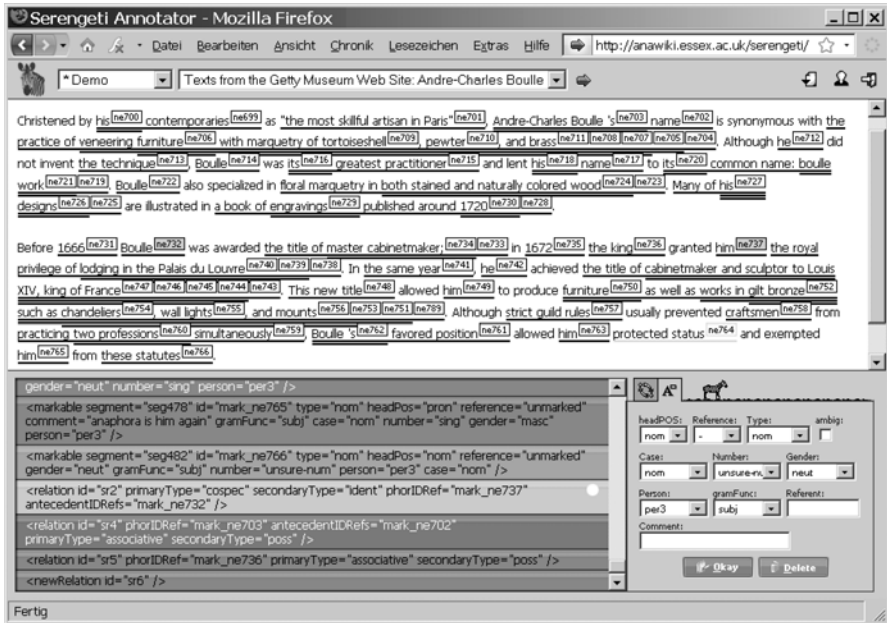 Serengeti Annotator - Mozilla Firefox
Datei Bearbeiten Ansicht Chronik Lesezeichen Extras Hilfe http://anawiki.essex.ac.uk/serengeti/
* Demo Texts from the Getty Museum Web Site: Andre-Charles Boulle
Christened by his ne700 contemporaries ne699 as "the most skillful artisan in Paris" ne701 , Andre-Charles Boulle 's ne703 name ne702 is synonymous with the
practice of veneering furniture ne706 with marquetry of tortoiseshell ne709 , pewter ne710 , and brass ne711 ne708 ne707 ne705 ne704 . Although he ne712 did
not invent the technique ne713 , Boulle ne714 was its ne716 greatest practitioner ne715 and lent his ne718 name ne717 to its ne720 common name: boulle
work ne721 ne719 . Boulle ne722 also specialized in floral marquetry in both stained and naturally colored wood ne724 ne723 . Many of his ne727
designs ne726 ne725 are illustrated in a book of engravings ne729 published around 1720 ne730 ne728 .
Before 1666 ne731 Boulle ne732 was awarded the title of master cabinetmaker; ne734 ne733 in 1672 ne735 the king ne736 granted him ne737 the royal
privilege of lodging in the Palais du Louvre ne740 ne739 ne738 . In the same year ne741 , he ne742 achieved the title of cabinetmaker and sculptor to Louis
XIV, king of France ne747 ne746 ne745 ne744 ne743 . This new title ne748 allowed him ne749 to produce furniture ne750 as well as works in gilt bronze ne752
such as chandeliers ne754 , wall lights ne755 , and mounts ne756 ne753 ne751 ne789 . Although strict guild rules ne757 usually prevented craftsmen ne758 from
practicing two professions ne760 simultaneously ne759 , Boulle 's ne762 favored position ne761 allowed him ne763 protected status ne764 and exempted
him ne765 from these statutes ne766 .
gender="neut" number="sing" person="per3" />
<markable segment="seg478" id="mark_ne765" type="nom" headPos="pron" reference="unmarked"
comment="anaphora is him again" gramFunc="subj" case="nom" number="sing" gender="masc"
person="per3" />
<markable segment="seg482" id="mark_ne766" type="nom" headPos="nom" reference="unmarked"
gender="neut" gramFunc="subj" number="unsure-num" person="per3" case="nom" />
<relation id="sr2" primaryType="cospec" secondaryType="ident" phorIDRef="mark_ne737"
antecedentIDRefs="mark_ne732" />
<relation id="sr4" phorIDRef="mark_ne703" antecedentIDRefs="mark_ne702"
primaryType="associative" secondaryType="poss" />
<relation id="sr5" phorIDRef="mark_ne736" primaryType="associative" secondaryType="poss" />
<newRelation id="sr6" />
headPOS: Reference: Type: ambig:
nom - nom
Case: Number: Gender:
nom unsure-nu neut
Person: gramFunc: Referent:
per3 subj
Comment:
Okay Delete
Fertig